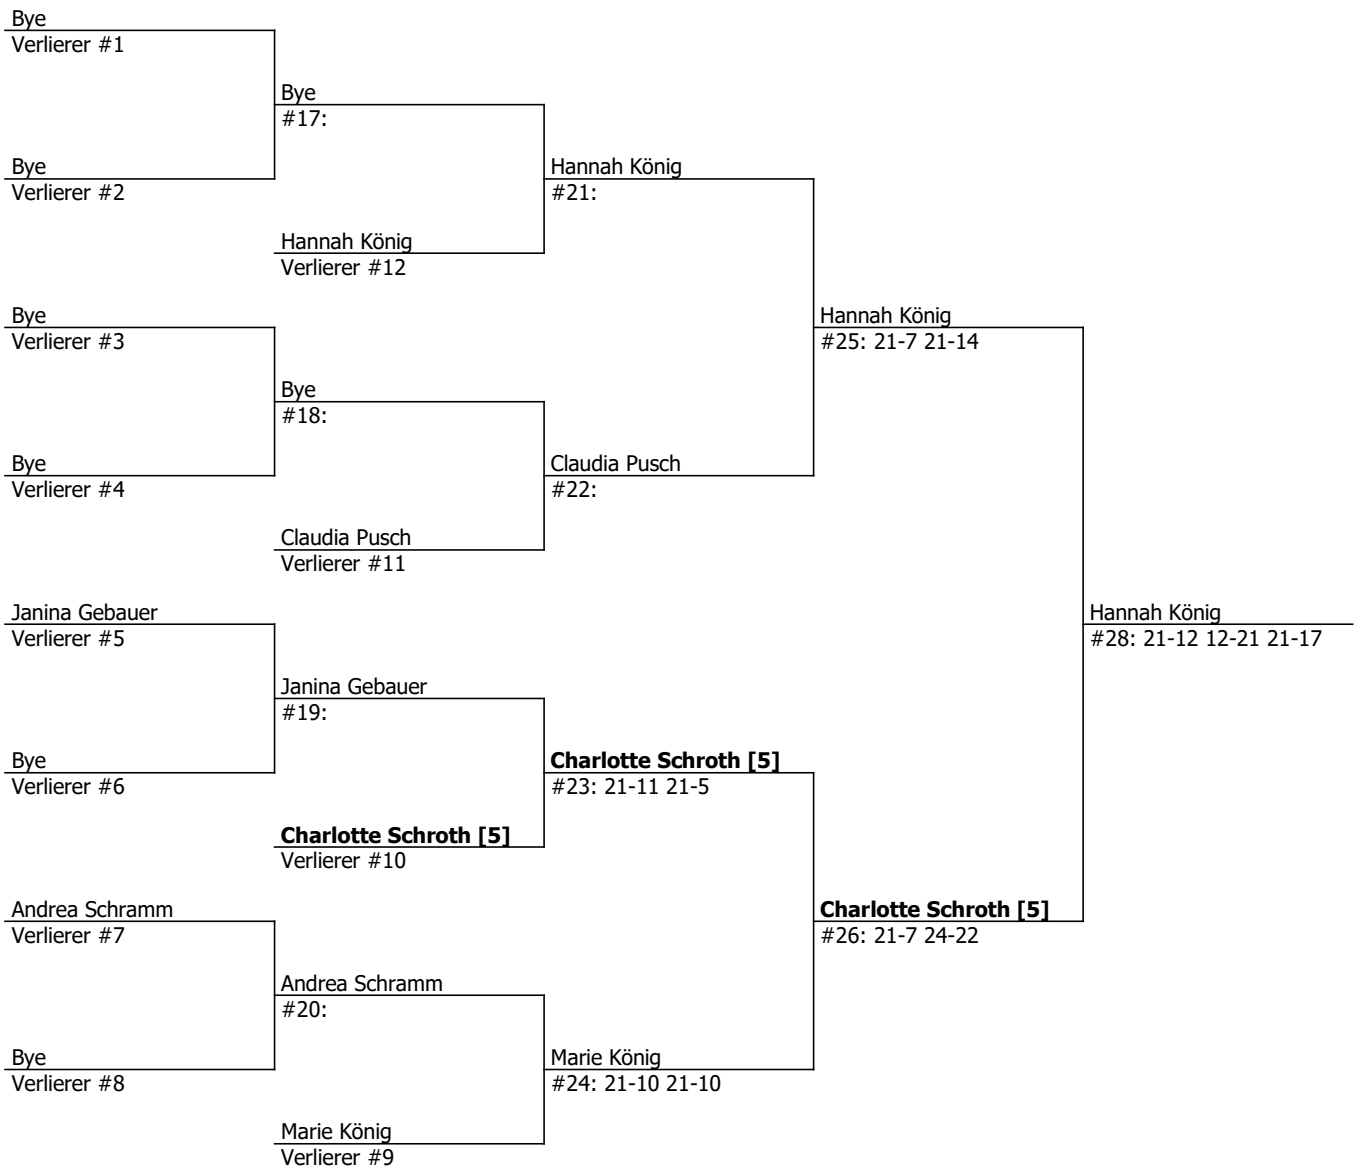 Bye
Verlierer #1
Bye
#17:
Bye
Verlierer #2
Hannah König
#21:
Hannah König
Verlierer #12
Bye
Verlierer #3
Hannah König
#25: 21-7 21-14
Bye
#18:
Bye
Verlierer #4
Claudia Pusch
#22:
Claudia Pusch
Verlierer #11
Janina Gebauer
Verlierer #5
Hannah König
#28: 21-12 12-21 21-17
Janina Gebauer
#19:
Bye
Verlierer #6
Charlotte Schroth [5]
#23: 21-11 21-5
Charlotte Schroth [5]
Verlierer #10
Andrea Schramm
Verlierer #7
Charlotte Schroth [5]
#26: 21-7 24-22
Andrea Schramm
#20:
Bye
Verlierer #8
Marie König
#24: 21-10 21-10
Marie König
Verlierer #9